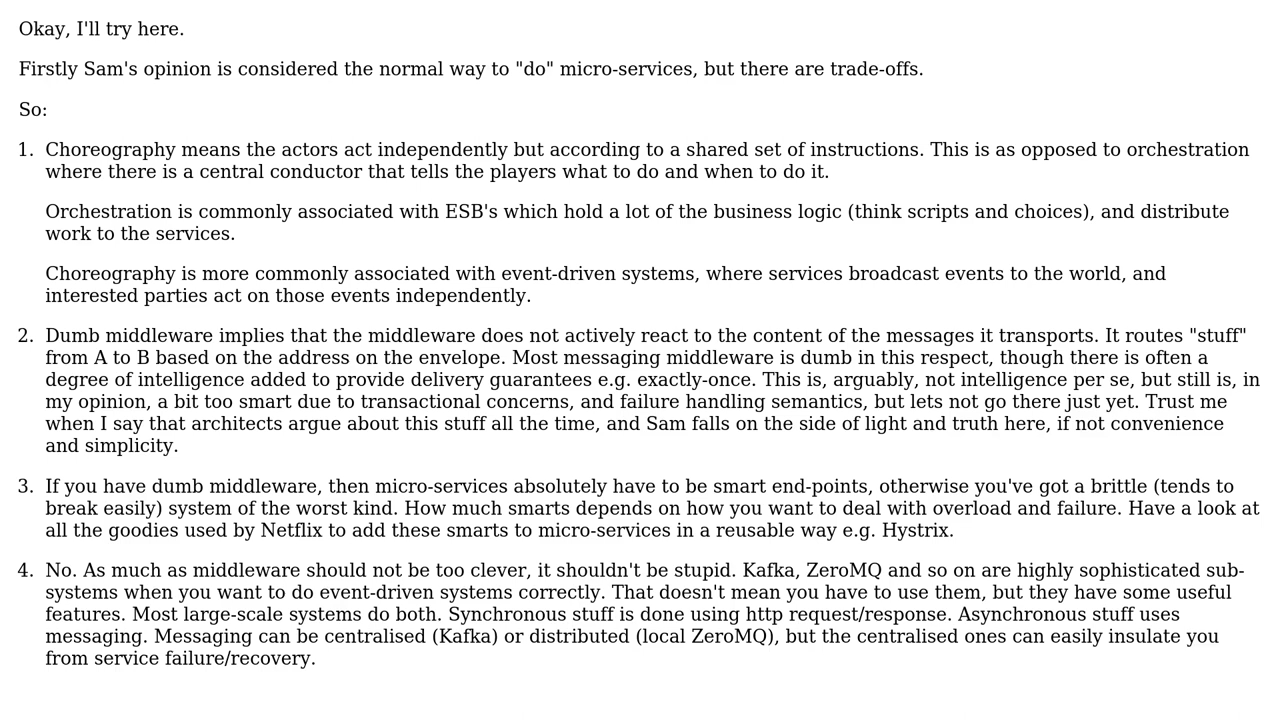 Okay, I'll try here.
Firstly Sam's opinion is considered the normal way to "do" micro-services, but there are trade-offs.
So:
1. Choreography means the actors act independently but according to a shared set of instructions. This is as opposed to orchestration
where there is a central conductor that tells the players what to do and when to do it.
Orchestration is commonly associated with ESB's which hold a lot of the business logic (think scripts and choices), and distribute
work to the services.
Choreography is more commonly associated with event-driven systems, where services broadcast events to the world, and
interested parties act on those events independently.
2. Dumb middleware implies that the middleware does not actively react to the content of the messages it transports. It routes "stuff"
from A to B based on the address on the envelope. Most messaging middleware is dumb in this respect, though there is often a
degree of intelligence added to provide delivery guarantees e.g. exactly-once. This is, arguably, not intelligence per se, but still is, in
my opinion, a bit too smart due to transactional concerns, and failure handling semantics, but lets not go there just yet. Trust me
when I say that architects argue about this stuff all the time, and Sam falls on the side of light and truth here, if not convenience
and simplicity.
3. If you have dumb middleware, then micro-services absolutely have to be smart end-points, otherwise you've got a brittle (tends to
break easily) system of the worst kind. How much smarts depends on how you want to deal with overload and failure. Have a look at
all the goodies used by Netflix to add these smarts to micro-services in a reusable way e.g. Hystrix.
4. No. As much as middleware should not be too clever, it shouldn't be stupid. Kafka, ZeroMQ and so on are highly sophisticated sub-
systems when you want to do event-driven systems correctly. That doesn't mean you have to use them, but they have some useful
features. Most large-scale systems do both. Synchronous stuff is done using http request/response. Asynchronous stuff uses
messaging. Messaging can be centralised (Kafka) or distributed (local ZeroMQ), but the centralised ones can easily insulate you
from service failure/recovery.